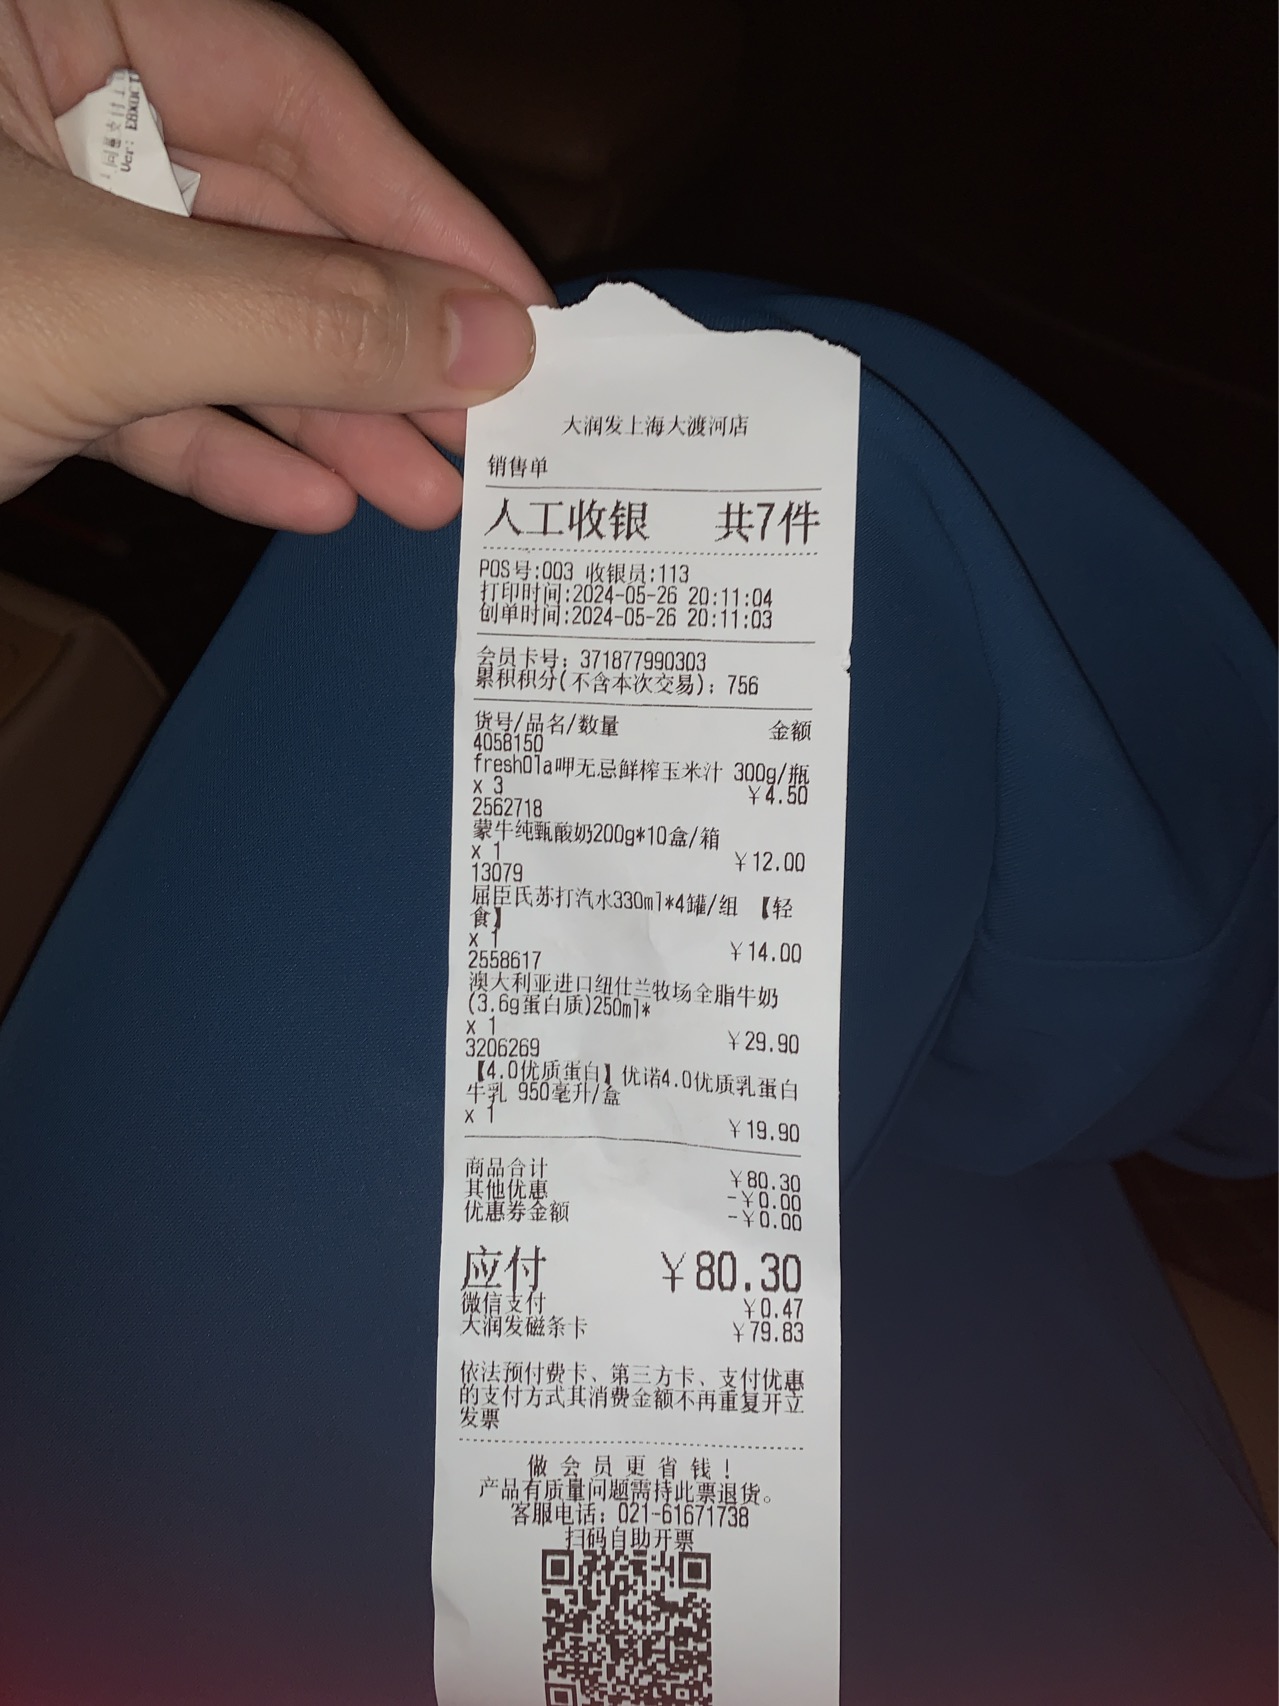 Ver: E8X0C1
大润发上海大渡河店
销售单
人工收银 共7件
POS号:003 收银员:113
打印时间:2024-05-26 20:11:04
创单时间:2024-05-26 20:11:03
会员卡号: 371877990303
累积积分(不含本次交易): 756
货号/品名/数量 金额
4058150
freshOla呷无忌鲜榨玉米汁 300g/瓶
x 3 ￥4.50
2562718
蒙牛纯甄酸奶200g*10盒/箱
x 1 ￥12.00
13079
屈臣氏苏打汽水330ml*4罐/组 【轻
食】
x 1 ￥14.00
2558617
澳大利亚进口纽仕兰牧场全脂牛奶
(3.6g蛋白质)250ml*
x 1 ￥29.90
3206269
【4.0优质蛋白】优诺4.0优质乳蛋白
牛乳 950毫升/盒
x 1 ￥19.90
商品合计 ￥80.30
其他优惠 -￥0.00
优惠券金额 -￥0.00
应付 ￥80.30
微信支付 ￥0.47
大润发磁条卡 ￥79.83
依法预付费卡、第三方卡、支付优惠
的支付方式其消费金额不再重复开立
发票
做会员更省钱!
产品有质量问题需持此票退货。
客服电话: 021-61671738
扫码自助开票